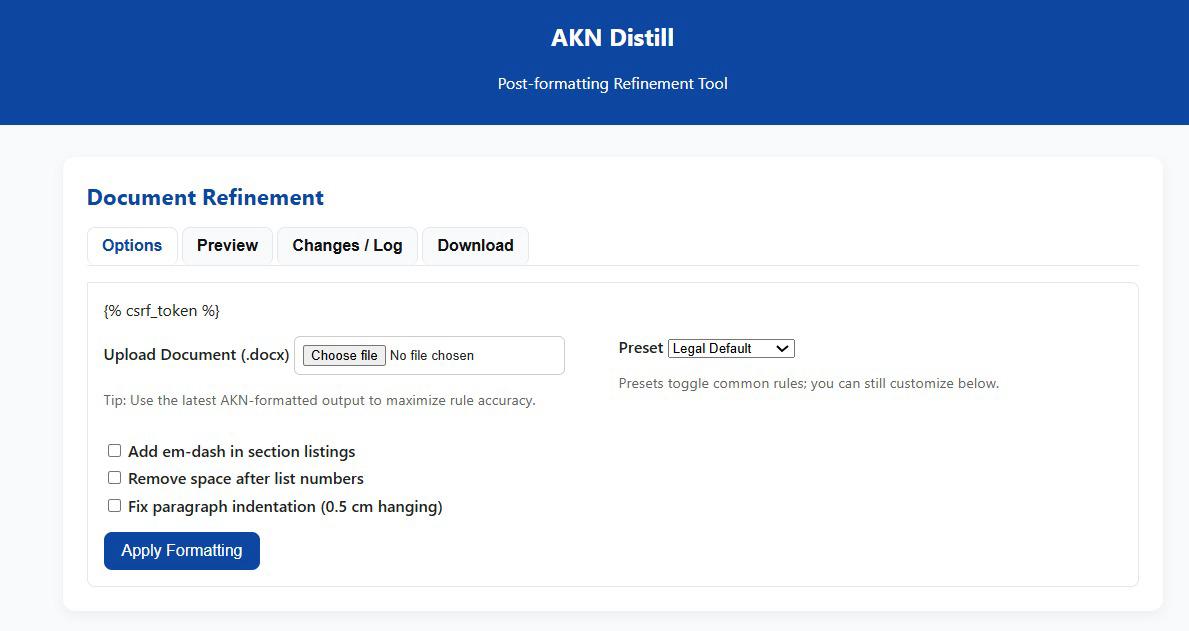 AKN Distill
Post-formatting Refinement Tool
Document Refinement
Options
Preview
Changes / Log
Download
{% csrf_token %}
Upload Document (.docx) Choose file No file chosen
Tip: Use the latest AKN-formatted output to maximize rule accuracy.
Preset Legal Default
Presets toggle common rules; you can still customize below.
Add em-dash in section listings
Remove space after list numbers
Fix paragraph indentation (0.5 cm hanging)
Apply Formatting